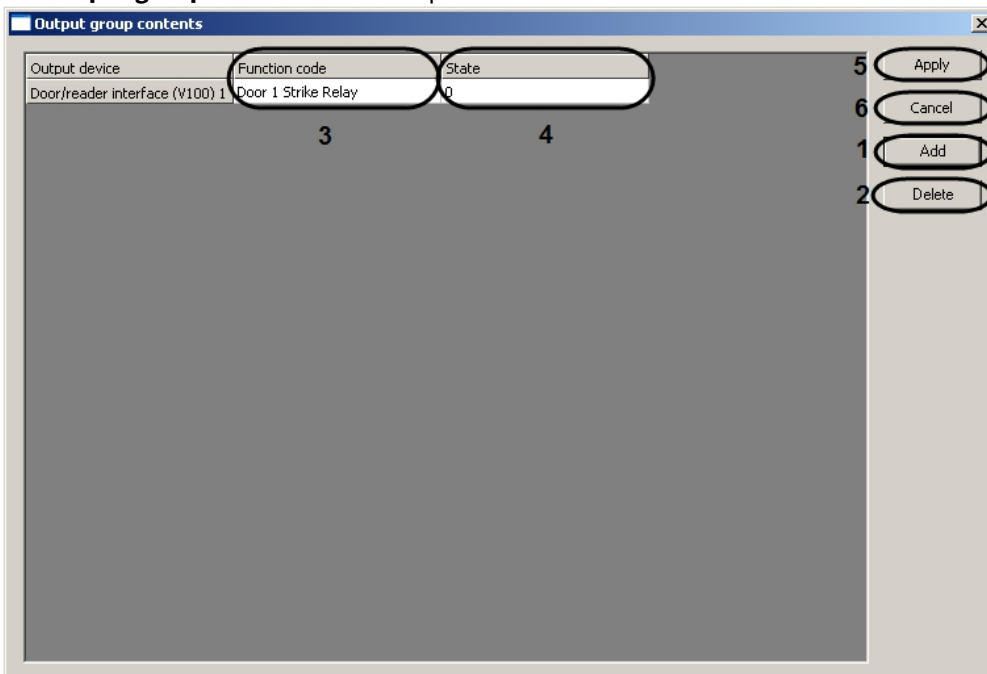 Output group contents
Output device Function code State 5 Apply
Door/reader interface (V100) 1 Door 1 Strike Relay 0
6 Cancel
3 4 1 Add
2 Delete